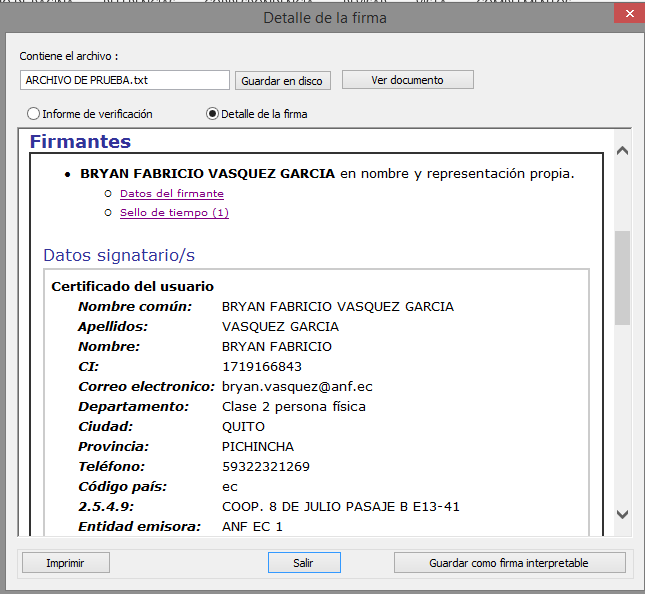 Detalle de la firma
Contiene el archivo :
ARCHIVO DE PRUEBA.txt
Guardar en disco
Ver documento
Informe de verificación
Detalle de la firma
Firmantes
BRYAN FABRICIO VASQUEZ GARCIA en nombre y representación propia.
Datos del firmante
Sello de tiempo (1)
Datos signatario/s
Certificado del usuario
Nombre común: BRYAN FABRICIO VASQUEZ GARCIA
Apellidos: VASQUEZ GARCIA
Nombre: BRYAN FABRICIO
CI: 1719166843
Correo electronico: bryan.vasquez@anf.ec
Departamento: Clase 2 persona física
Ciudad: QUITO
Provincia: PICHINCHA
Teléfono: 59322321269
Código país: ec
2.5.4.9: COOP. 8 DE JULIO PASAJE B E13-41
Entidad emisora: ANF EC 1
Imprimir
Salir
Guardar como firma interpretable